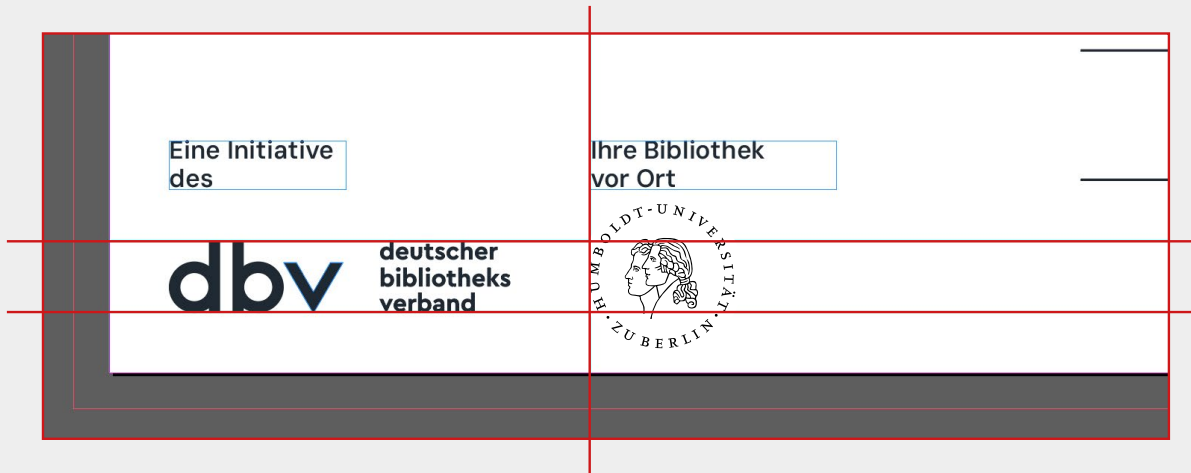 Eine Initiative
des
Ihre Bibliothek
vor Ort
dbv
deutscher
bibliotheks
verband
HUMBOLDT-UNIVERSITÄT
· ZU BERLIN ·